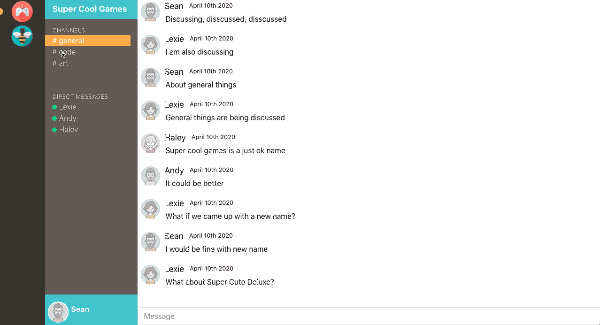 Super Cool Games
CHANNELS
# general
# code
# art
DIRECT MESSAGES
Lexie
Andy
Haley
Sean
Sean April 10th 2020
Discussing, disscussed, disscussed
Lexie April 10th 2020
I am also discussing
Sean April 10th 2020
About general things
Lexie April 10th 2020
General things are being discussed
Haley April 10th 2020
Super cool games is a just ok name
Andy April 10th 2020
It could be better
Lexie April 10th 2020
What if we came up with a new name?
Sean April 10th 2020
I would be fine with new name
Lexie April 10th 2020
What about Super Cute Deluxe?
Message